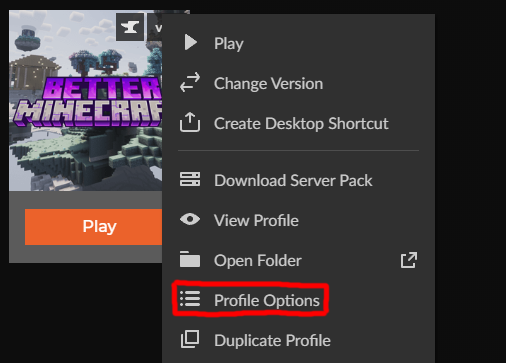 V
BETTER
MINECRAFT
Play
Play
Change Version
Create Desktop Shortcut
Download Server Pack
View Profile
Open Folder
Profile Options
Duplicate Profile